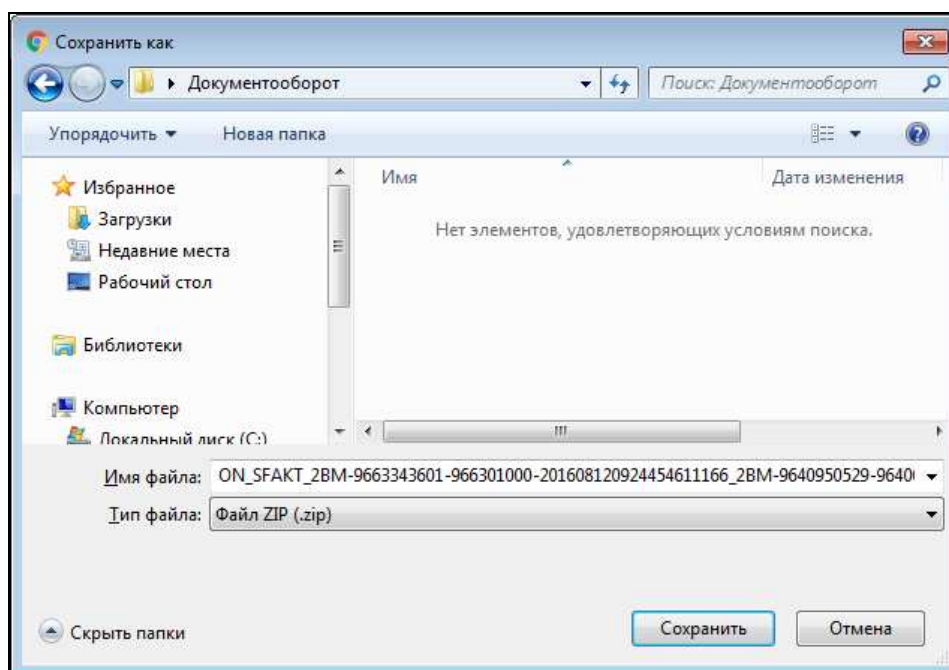 Сохранить как
Документооборот
Поиск: Документооборот
Упорядочить
Новая папка
Имя
Дата изменения
Избранное
Загрузки
Недавние места
Рабочий стол
Нет элементов, удовлетворяющих условиям поиска.
Библиотеки
Компьютер
Локальный диск (C:)
Имя файла: ON_SFAKT_2BM-9663343601-966301000-201608120924454611166_2BM-9640950529-9640
Тип файла: Файл ZIP (.zip)
Скрыть папки
Сохранить
Отмена